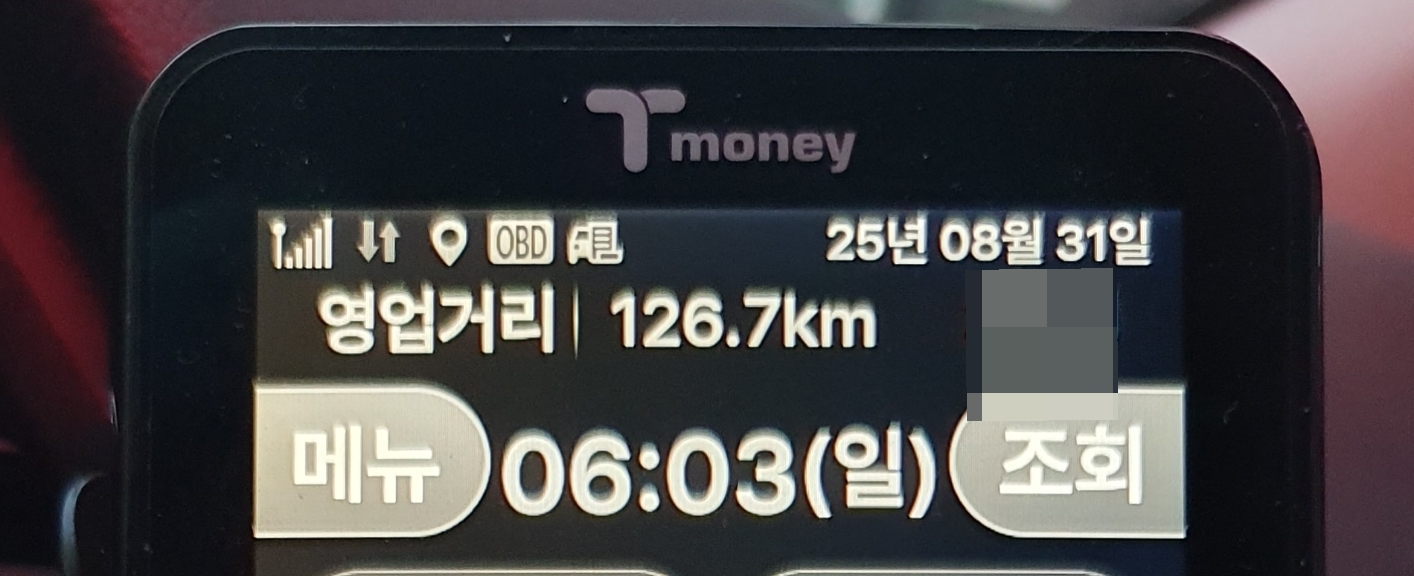 Tmoney
OBD 25년 08월 31일
영업거리 126.7km
메뉴 06:03(일) 조회